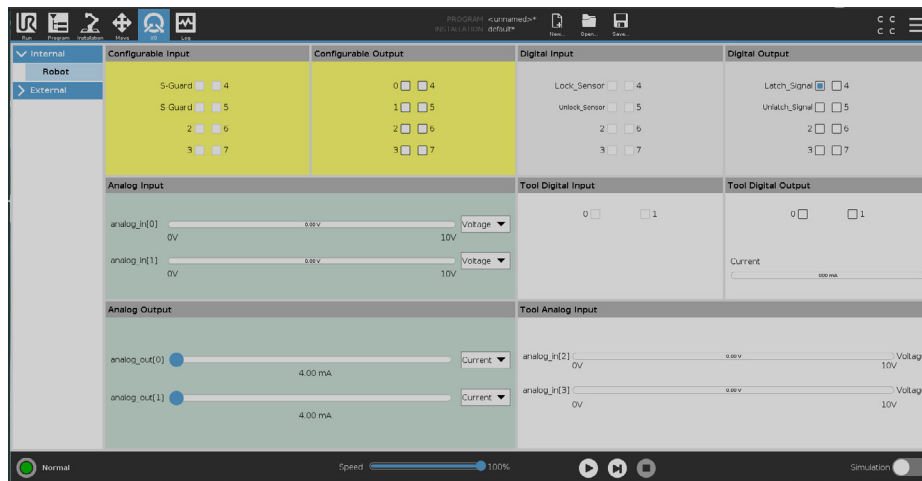 PROGRAM <unnamed>*
INSTALLATION default*
Run Program Installation Move I/O Log New... Open... Save...
C C
C C
Internal
Robot
External
Configurable Input
S-Guard 4
S-Guard 5
2 6
3 7
Configurable Output
0 4
1 5
2 6
3 7
Digital Input
Lock_Sensor 4
Unlock_Sensor 5
2 6
3 7
Digital Output
Latch_Signal 4
Unlatch_Signal 5
2 6
3 7
Analog Input
analog_in[0] 0.00 V Voltage
0V 10V
analog_in[1] 0.00 V Voltage
0V 10V
Tool Digital Input
0 1
Tool Digital Output
0 1
Current
000 mA
Analog Output
analog_out[0] Current
4.00 mA
analog_out[1] Current
4.00 mA
Tool Analog Input
analog_in[2] 0.00 V Voltag
0V 10V
analog_in[3] 0.00 V Voltag
0V 10V
Normal
Speed 100%
Simulation